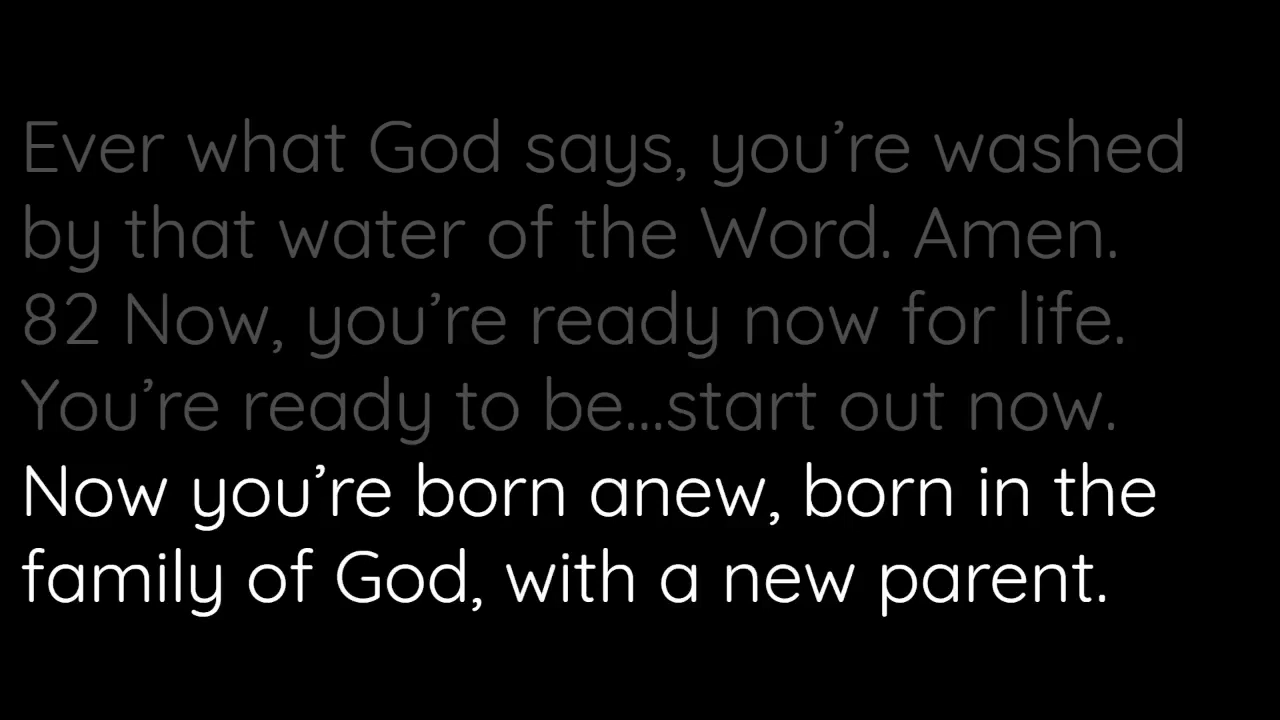 Ever what God says, you’re washed
by that water of the Word. Amen.
82 Now, you’re ready now for life.
You’re ready to be...start out now.
Now you’re born anew, born in the
family of God, with a new parent.